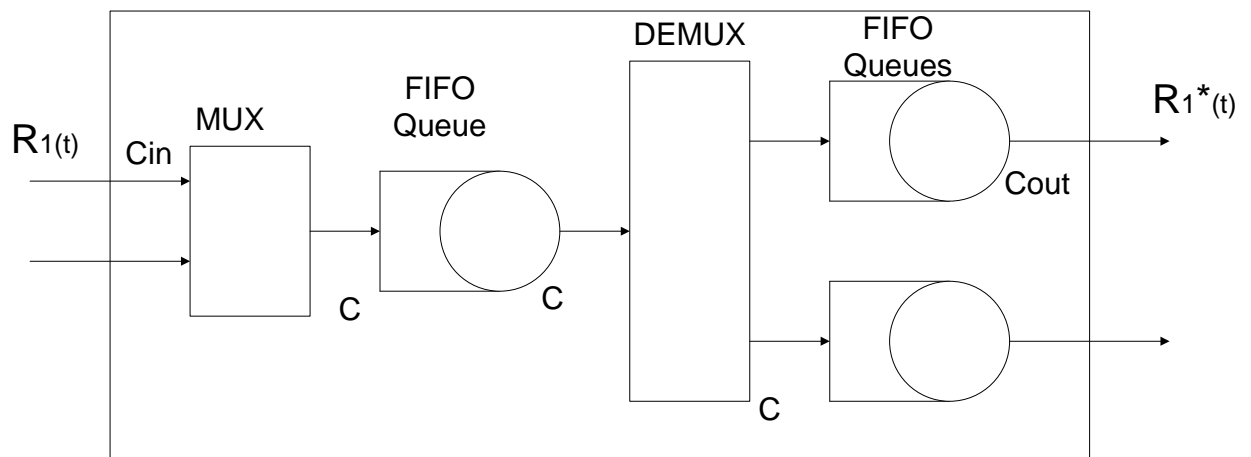 DEMUX
FIFO
Queues
FIFO
Queue
MUX
R1(t)
Cin
R1*(t)
Cout
C
C
C